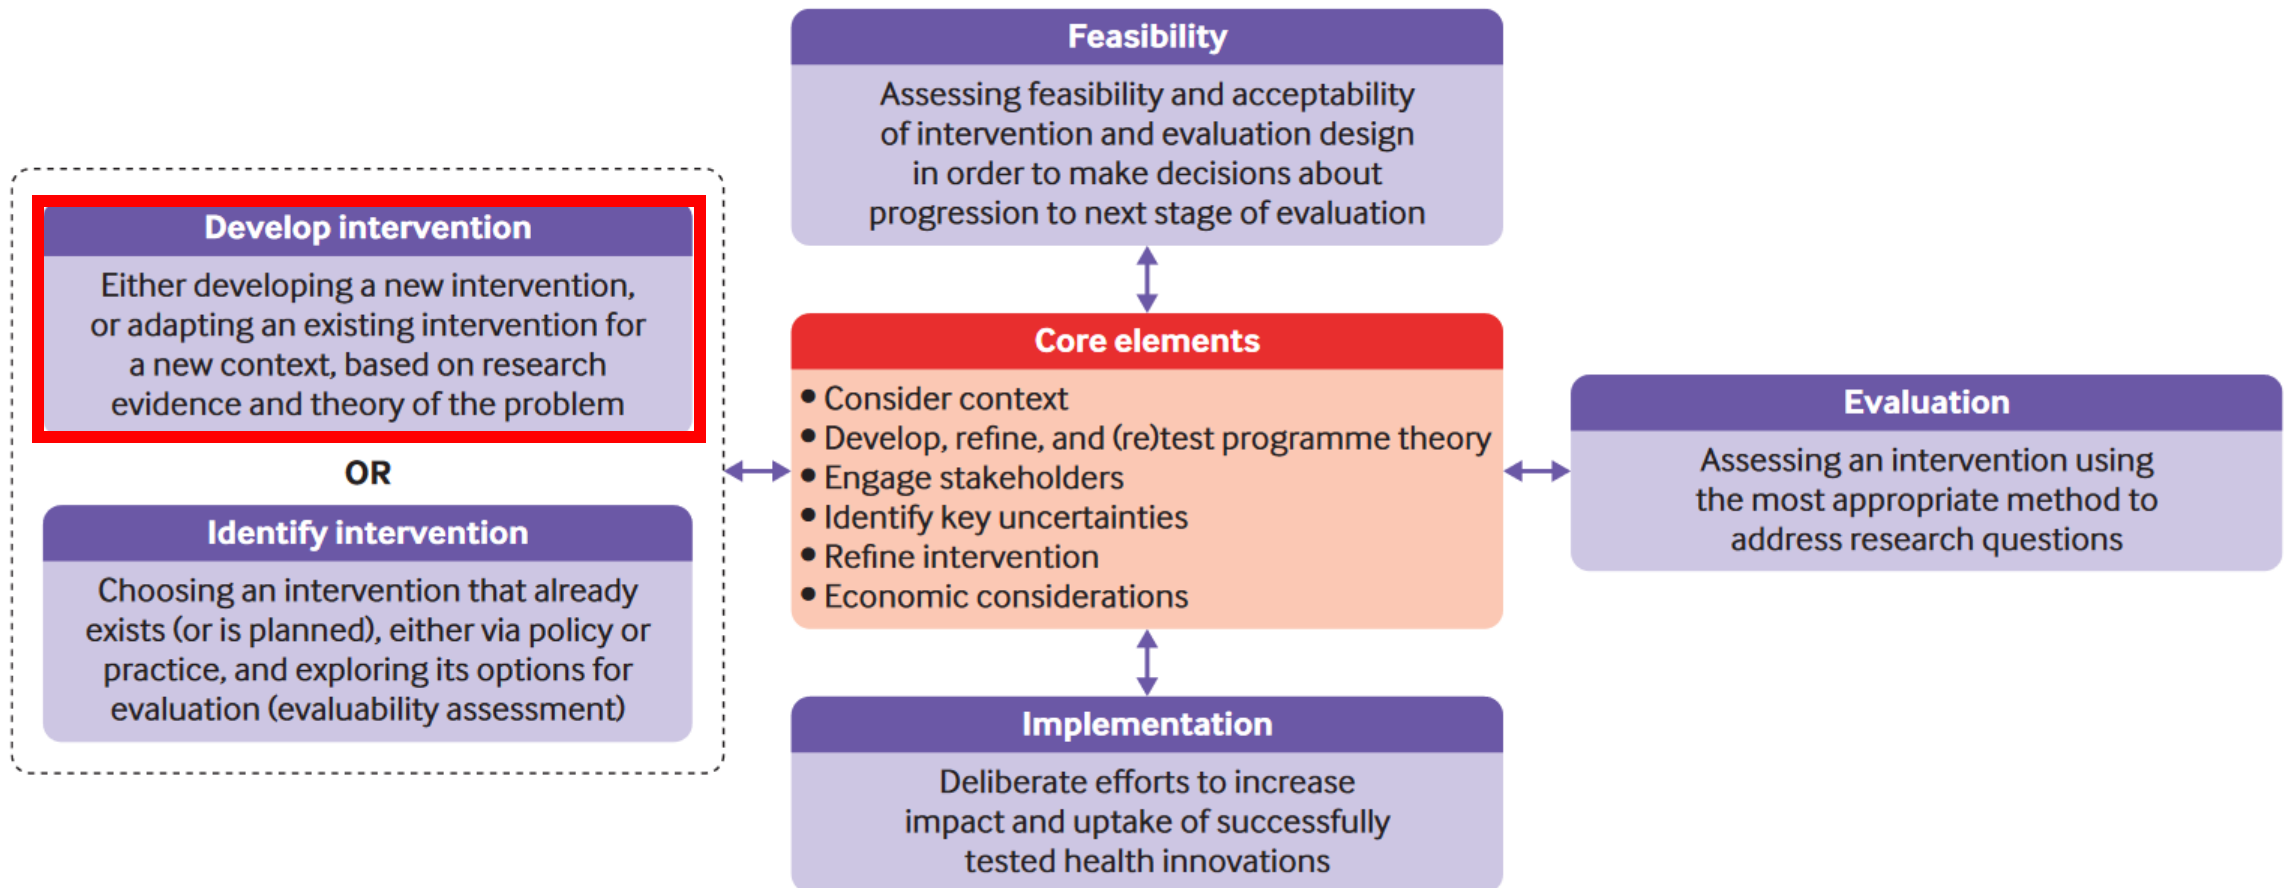 Feasibility
Assessing feasibility and acceptability
of intervention and evaluation design
in order to make decisions about
progression to next stage of evaluation
Develop intervention
Either developing a new intervention,
or adapting an existing intervention for
a new context, based on research
evidence and theory of the problem
OR
Identify intervention
Choosing an intervention that already
exists (or is planned), either via policy or
practice, and exploring its options for
evaluation (evaluability assessment)
Core elements
• Consider context
• Develop, refine, and (re)test programme theory
• Engage stakeholders
• Identify key uncertainties
• Refine intervention
• Economic considerations
Evaluation
Assessing an intervention using
the most appropriate method to
address research questions
Implementation
Deliberate efforts to increase
impact and uptake of successfully
tested health innovations